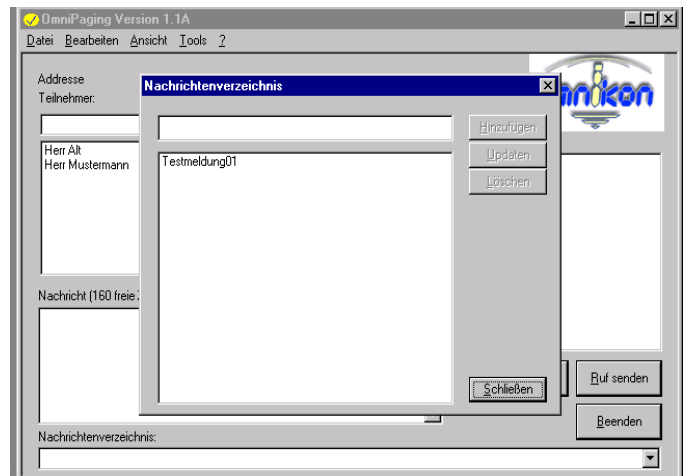 OmniPaging Version 1.1A
Datei Bearbeiten Ansicht Tools ?
Addresse
Teilnehmer:
Herr Alt
Herr Mustermann
Nachricht (160 freie
Nachrichtenverzeichnis:
Nachrichtenverzeichnis
Testmeldung01
Hinzufügen
Updaten
Löschen
Schließen
Ruf senden
Beenden